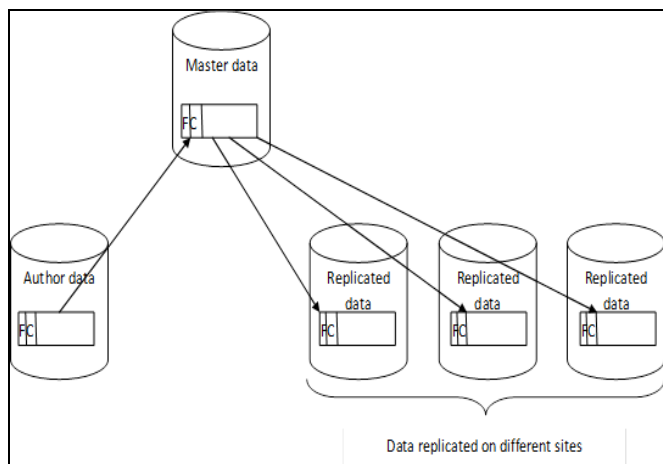 Master data
FC
Author data
FC
Replicated
data
FC
Replicated
data
FC
Replicated
data
FC
Data replicated on different sites